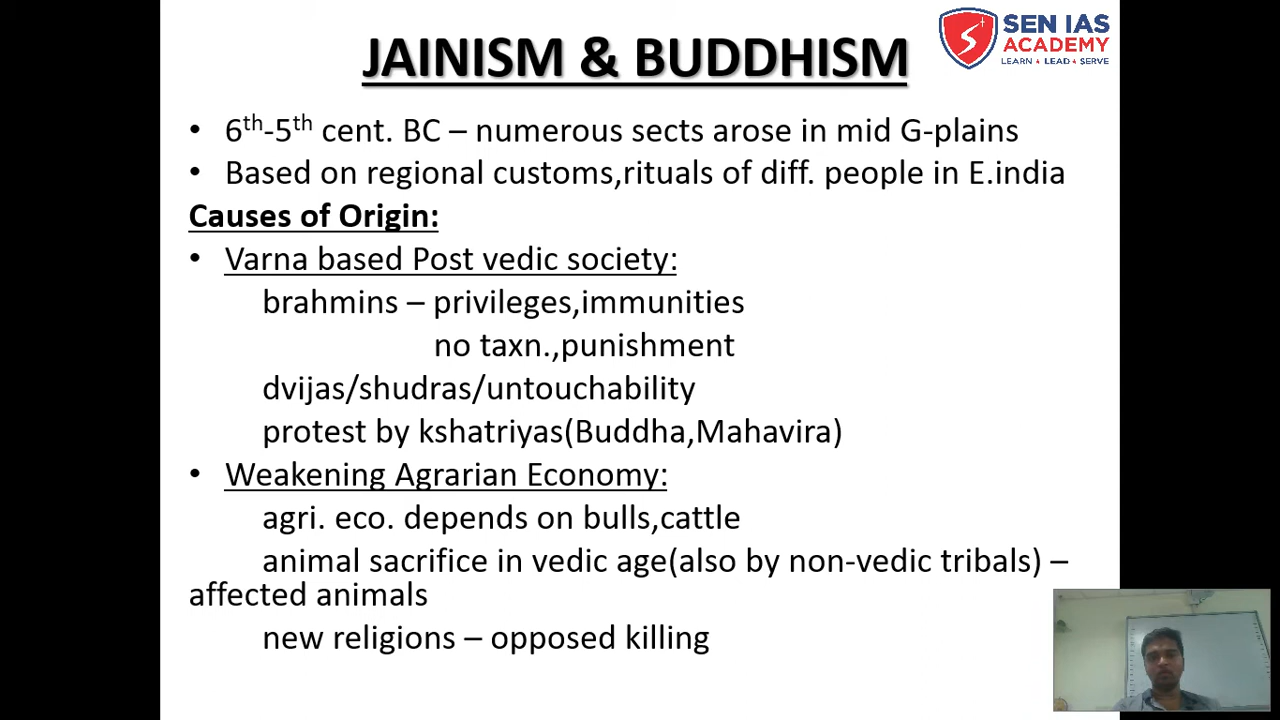 JAINISM & BUDDHISM
SEN IAS
ACADEMY
LEARN ★ LEAD ★ SERVE
• 6th-5th cent. BC – numerous sects arose in mid G-plains
• Based on regional customs,rituals of diff. people in E.india
Causes of Origin:
• Varna based Post vedic society:
brahmins – privileges,immunities
no taxn.,punishment
dvijas/shudras/untouchability
protest by kshatriyas(Buddha,Mahavira)
• Weakening Agrarian Economy:
agri. eco. depends on bulls,cattle
animal sacrifice in vedic age(also by non-vedic tribals) –
affected animals
new religions – opposed killing